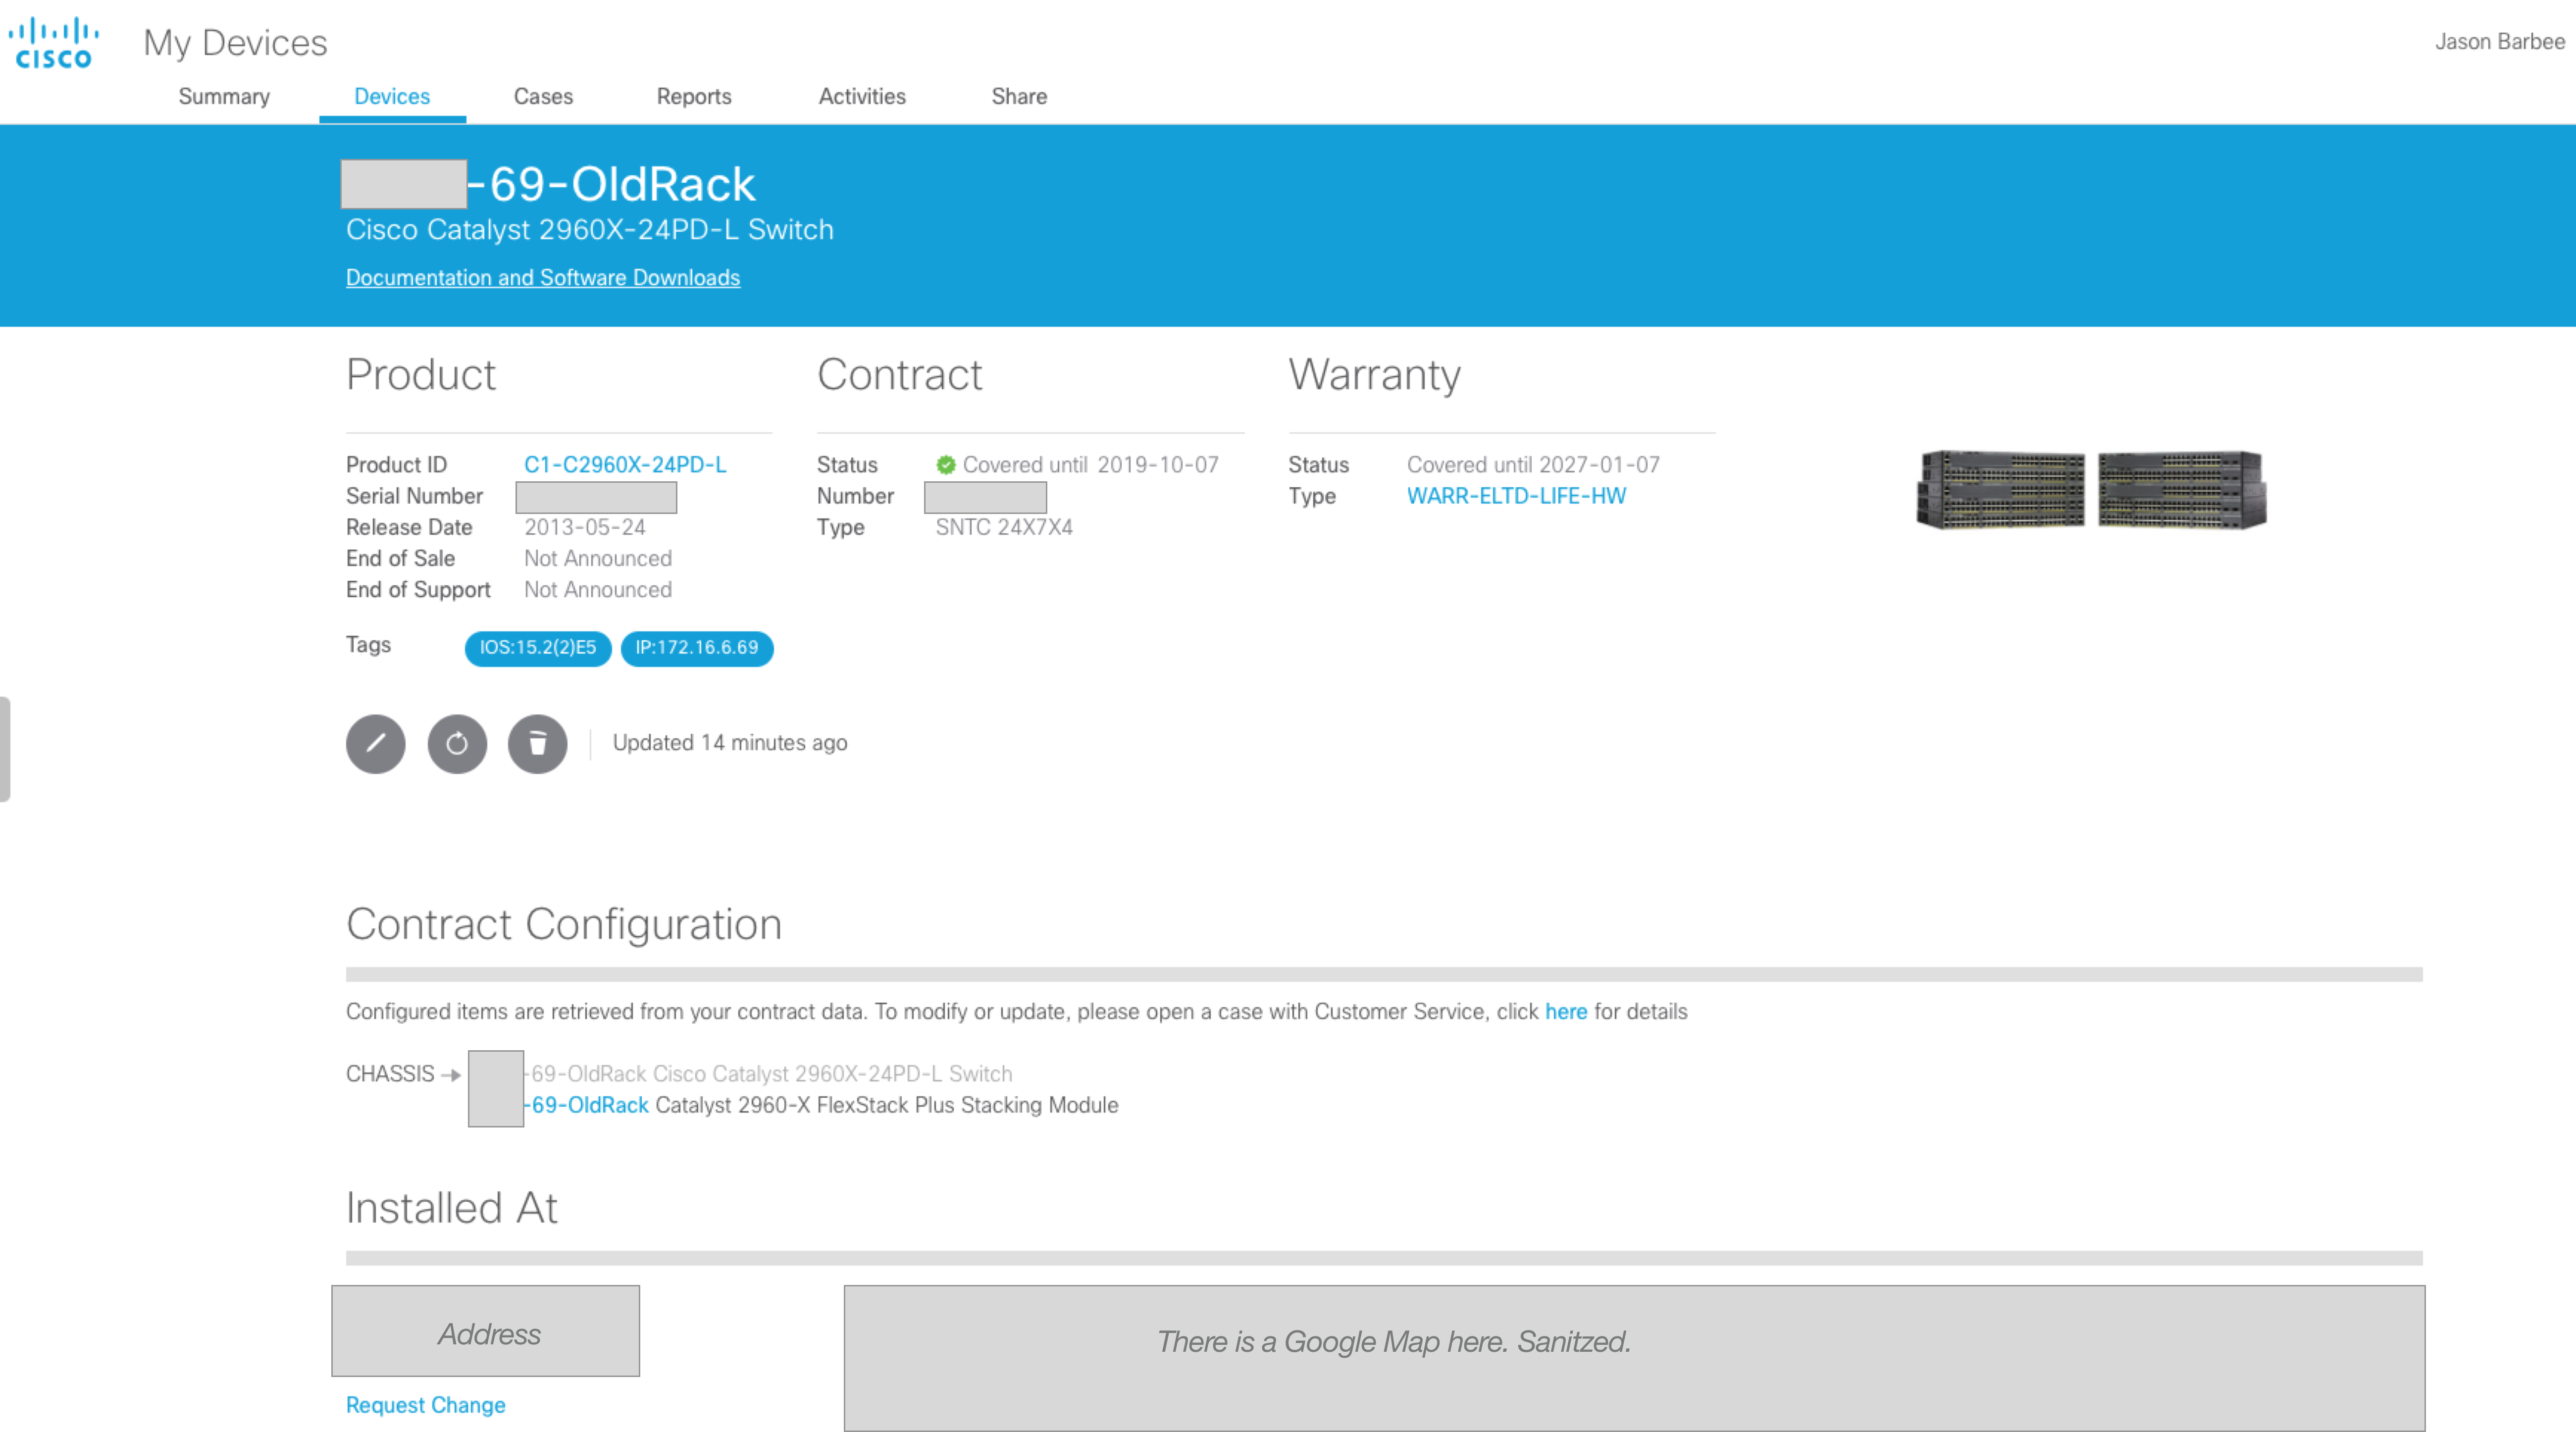 CISCO
My Devices
Jason Barbee
Summary Devices Cases Reports Activities Share
-69-OldRack
Cisco Catalyst 2960X-24PD-L Switch
Documentation and Software Downloads
Product
Product ID C1-C2960X-24PD-L
Serial Number
Release Date 2013-05-24
End of Sale Not Announced
End of Support Not Announced
Tags IOS:15.2(2)E5 IP:172.16.6.69
Contract
Status Covered until 2019-10-07
Number
Type SNTC 24X7X4
Warranty
Status Covered until 2027-01-07
Type WARR-ELTD-LIFE-HW
Updated 14 minutes ago
Contract Configuration
Configured items are retrieved from your contract data. To modify or update, please open a case with Customer Service, click here for details
CHASSIS → -69-OldRack Cisco Catalyst 2960X-24PD-L Switch
-69-OldRack Catalyst 2960-X FlexStack Plus Stacking Module
Installed At
Address
There is a Google Map here. Sanitzed.
Request Change